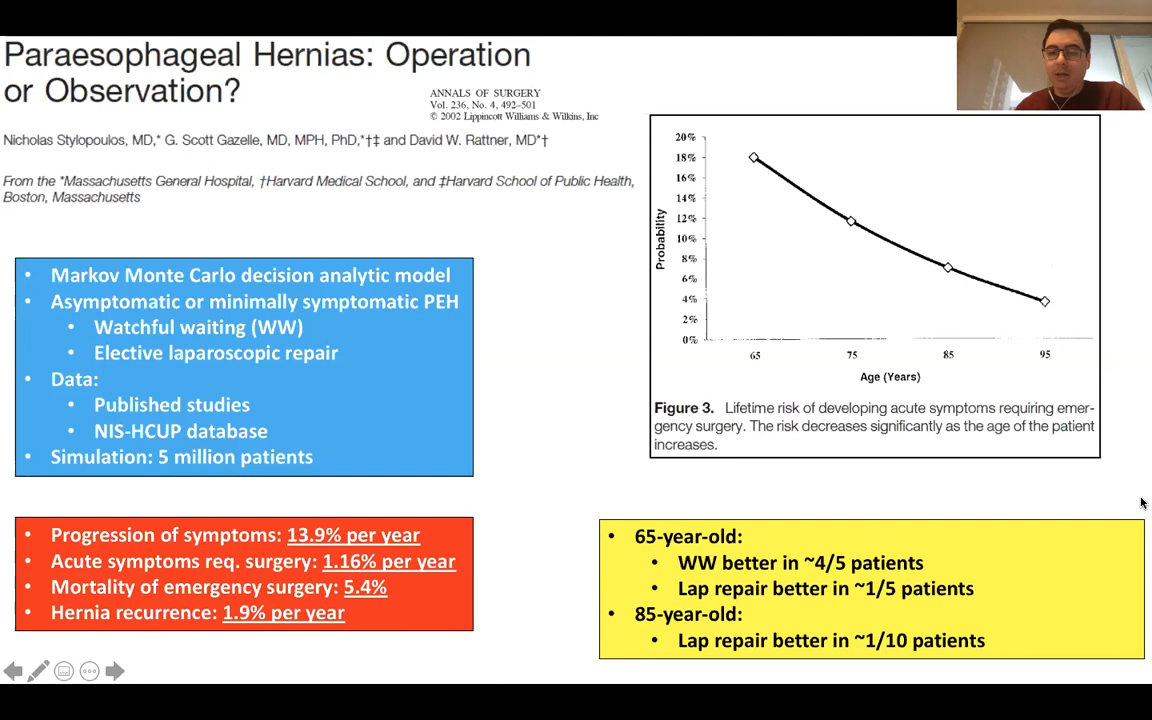 Paraesophageal Hernias: Operation
or Observation?
ANNALS OF SURGERY
Vol. 236, No. 4, 492–501
© 2002 Lippincott Williams & Wilkins, Inc
Nicholas Stylopoulos, MD,* G. Scott Gazelle, MD, MPH, PhD,*†‡ and David W. Rattner, MD*†
From the *Massachusetts General Hospital, †Harvard Medical School, and ‡Harvard School of Public Health,
Boston, Massachusetts
• Markov Monte Carlo decision analytic model
• Asymptomatic or minimally symptomatic PEH
• Watchful waiting (WW)
• Elective laparoscopic repair
• Data:
• Published studies
• NIS-HCUP database
• Simulation: 5 million patients
• Progression of symptoms: 13.9% per year
• Acute symptoms req. surgery: 1.16% per year
• Mortality of emergency surgery: 5.4%
• Hernia recurrence: 1.9% per year
20%
18%
16%
14%
12%
10%
8%
6%
4%
2%
0%
Probability
65 75 85 95
Age (Years)
Figure 3. Lifetime risk of developing acute symptoms requiring emer-
gency surgery. The risk decreases significantly as the age of the patient
increases.
• 65-year-old:
• WW better in ~4/5 patients
• Lap repair better in ~1/5 patients
• 85-year-old:
• Lap repair better in ~1/10 patients